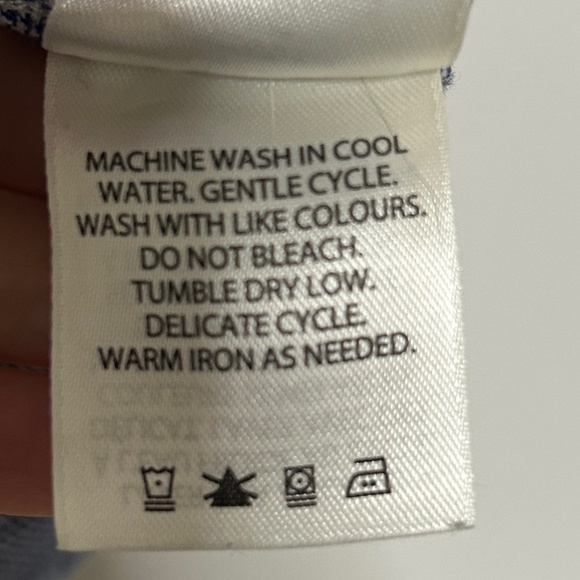 MACHINE WASH IN COOL
WATER. GENTLE CYCLE.
WASH WITH LIKE COLOURS.
DO NOT BLEACH.
TUMBLE DRY LOW.
DELICATE CYCLE.
WARM IRON AS NEEDED.